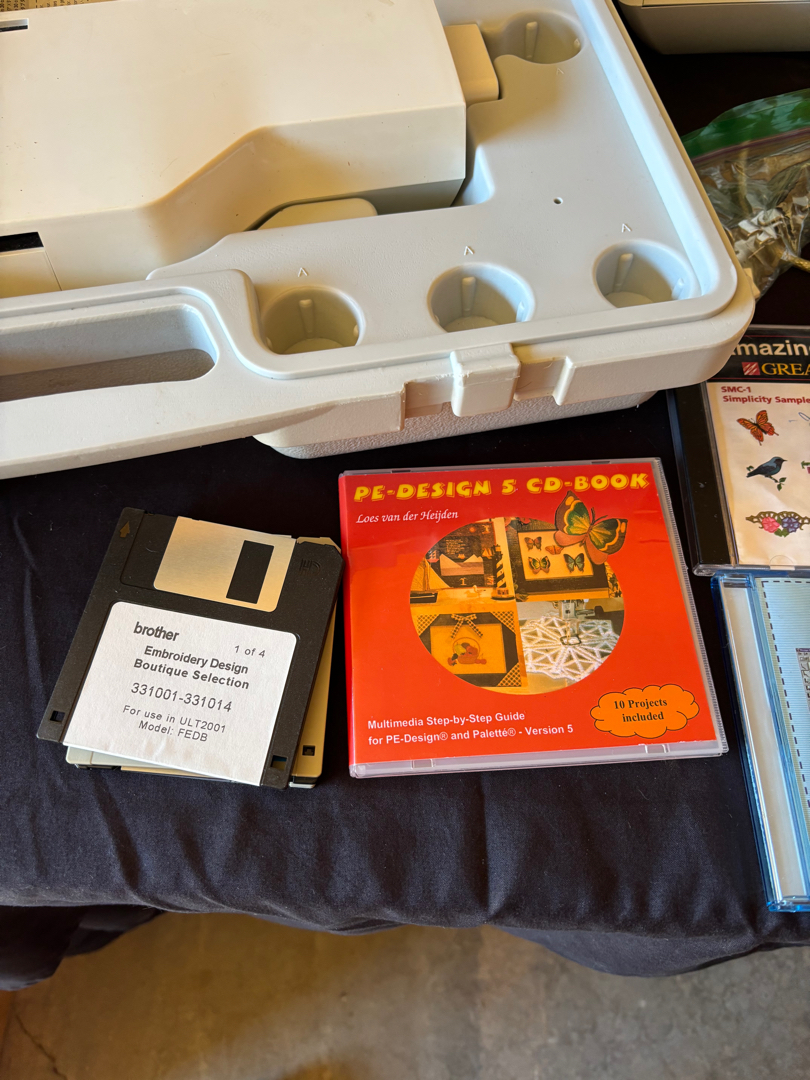 PE-DESIGN 5 CD-BOOK
Loes van der Heijden
10 Projects
included
Multimedia Step-by-Step Guide
for PE-Design® and Palette® - Version 5
brother
1 of 4
Embroidery Design
Boutique Selection
331001-331014
For use in ULT2001
Model: FEDB
SMC-1
Simplicity